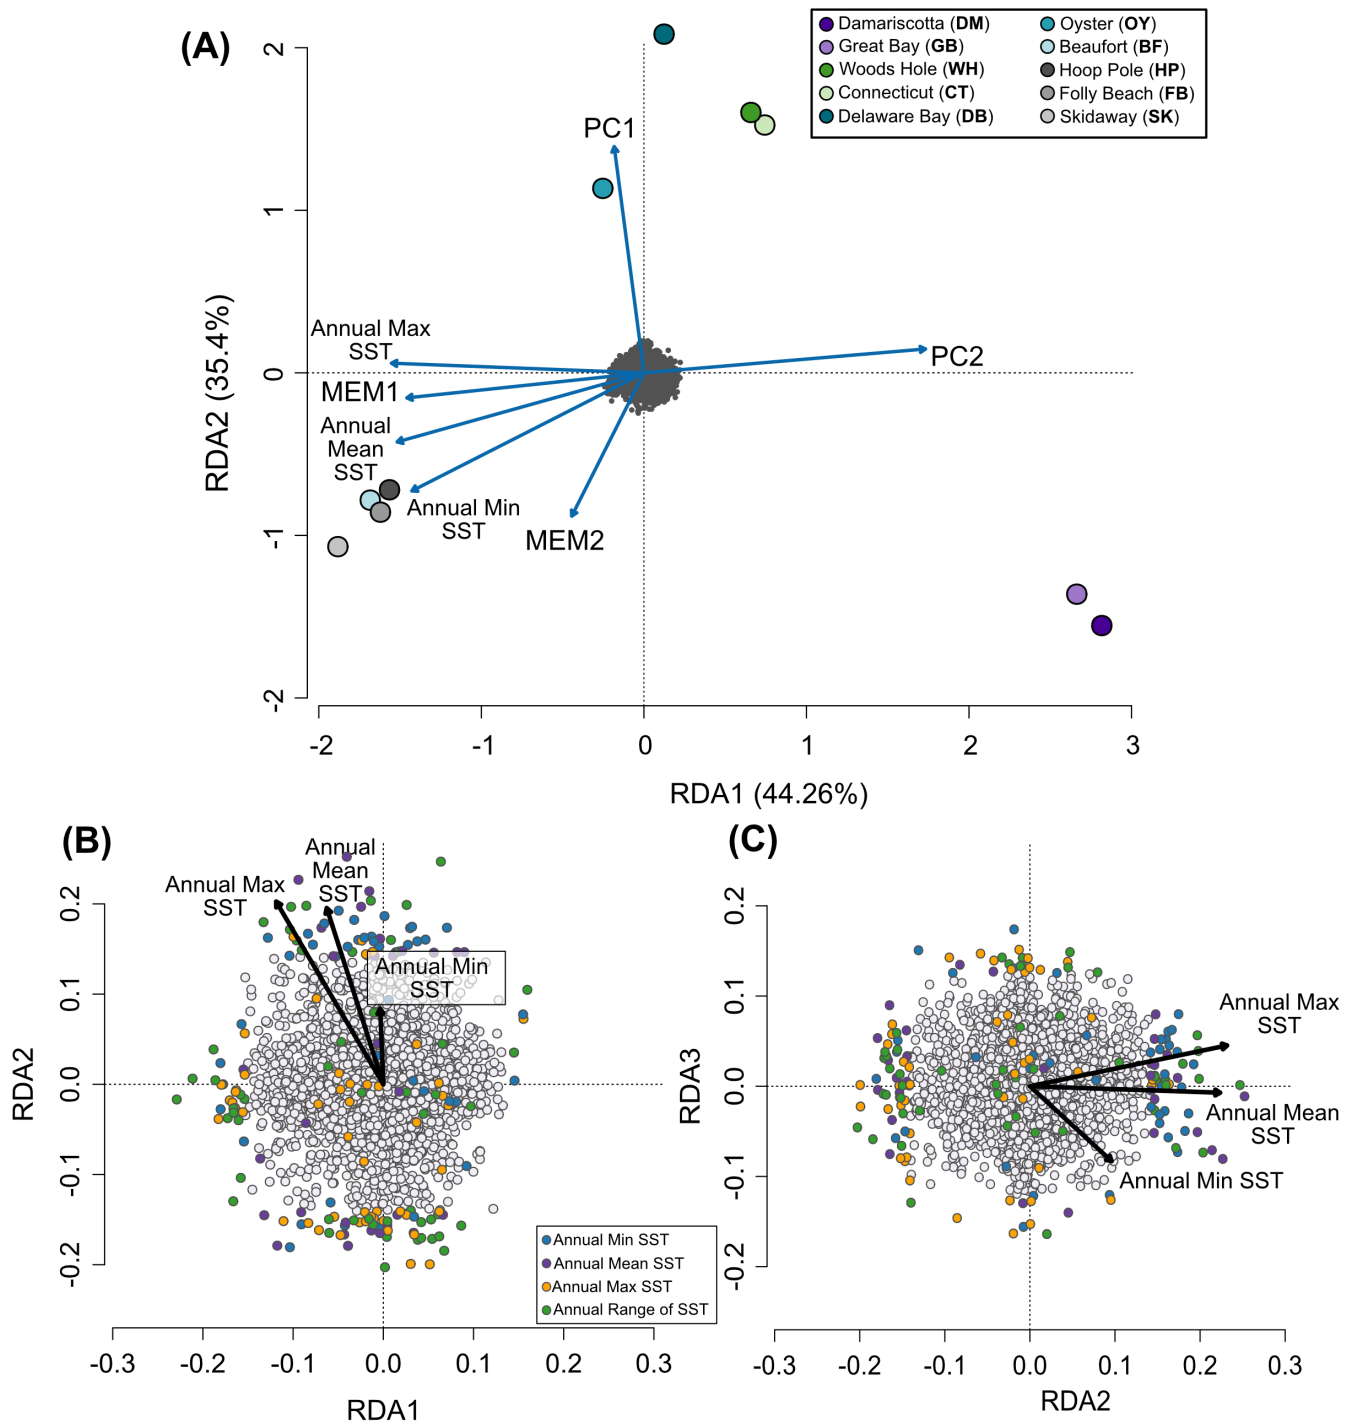 (A)
Damariscotta (DM)
Great Bay (GB)
Woods Hole (WH)
Connecticut (CT)
Delaware Bay (DB)
Oyster (OY)
Beaufort (BF)
Hoop Pole (HP)
Folly Beach (FB)
Skidaway (SK)
2
1
0
-1
-2
RDA2 (35.4%)
PC1
Annual Max
SST
PC2
MEM1
Annual
Mean
SST
Annual Min
SST
MEM2
-2
-1
0
1
2
3
RDA1 (44.26%)
(B)
Annual
Mean
SST
Annual Max
SST
Annual Min
SST
0.2
0.1
0.0
-0.1
-0.2
RDA2
Annual Min SST
Annual Mean SST
Annual Max SST
Annual Range of SST
-0.3
-0.2
-0.1
0.0
0.1
0.2
0.3
RDA1
(C)
0.2
0.1
0.0
-0.1
-0.2
RDA3
Annual Max
SST
Annual Mean
SST
Annual Min SST
-0.3
-0.2
-0.1
0.0
0.1
0.2
0.3
RDA2